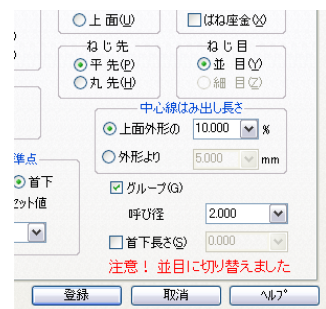 上 面(U)
ばね座金(X)
ねじ先
平 先(P)
丸 先(H)
ねじ目
並 目(Y)
細 目(Z)
中心線はみ出し長さ
上面外形の 10.000 %
外形より 5.000 mm
準点
首下
セット値
グループ(G)
呼び径 2.000
首下長さ(S) 0.000
注意！ 並目に切り替えました
登録 取消 ヘルプ